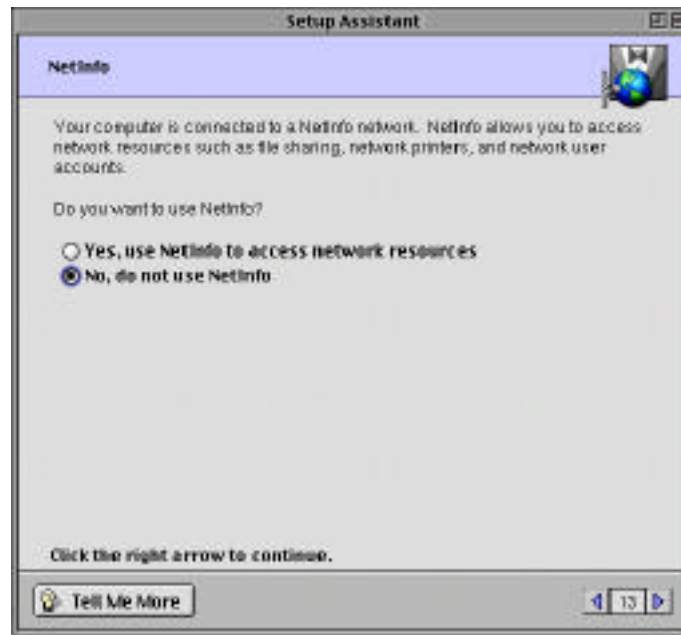 Setup Assistant
NetInfo
Your computer is connected to a NetInfo network. NetInfo allows you to access
network resources such as file sharing, network printers, and network user
accounts.
Do you want to use NetInfo?
Yes, use NetInfo to access network resources
No, do not use NetInfo
Click the right arrow to continue.
Tell Me More
13